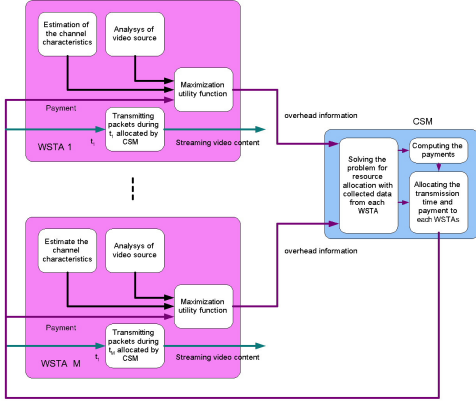 Estimation of
the channel
characteristics
Analysys of
video source
Maximization
utility function
Payment
Transmitting
packets during
t₁ allocated by
CSM
t₁
WSTA 1
Streaming video content
overhead information
CSM
Solving the
problem for
resource
allocation with
collected data
from each
WSTA
Computing the
payments
Allocating the
transmission
time and
payment to
each WSTAs
Estimate the
channel
characteristics
Analysys of
video source
Maximization
utility function
overhead information
Payment
Transmitting
packets during
t_M allocated by
CSM
t₁
WSTA M
Streaming video content